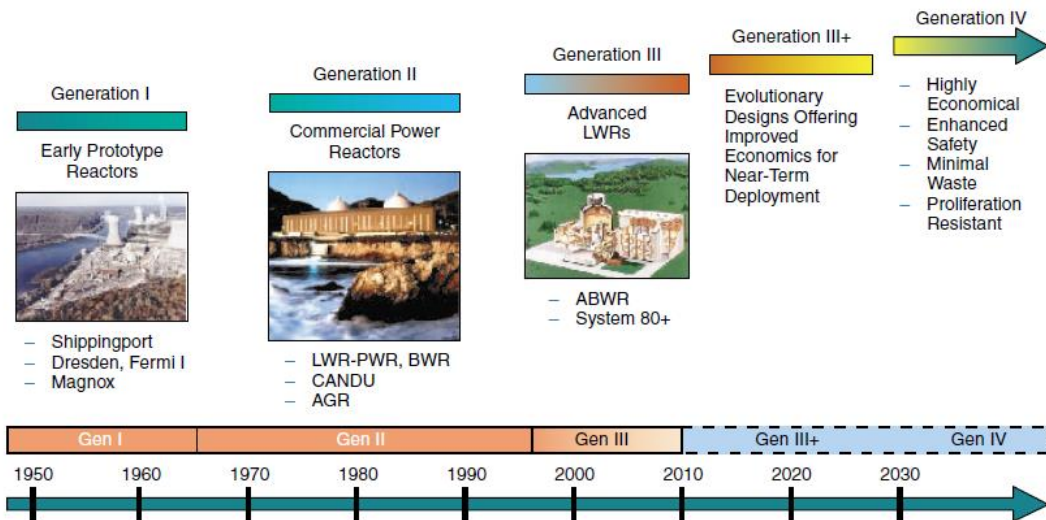 Generation I
Early Prototype
Reactors
– Shippingport
– Dresden, Fermi I
– Magnox
Generation II
Commercial Power
Reactors
– LWR-PWR, BWR
– CANDU
– AGR
Generation III
Advanced
LWRs
– ABWR
– System 80+
Generation III+
Evolutionary
Designs Offering
Improved
Economics for
Near-Term
Deployment
Generation IV
– Highly
Economical
– Enhanced
Safety
– Minimal
Waste
– Proliferation
Resistant
Gen I Gen II Gen III Gen III+ Gen IV
1950 1960 1970 1980 1990 2000 2010 2020 2030